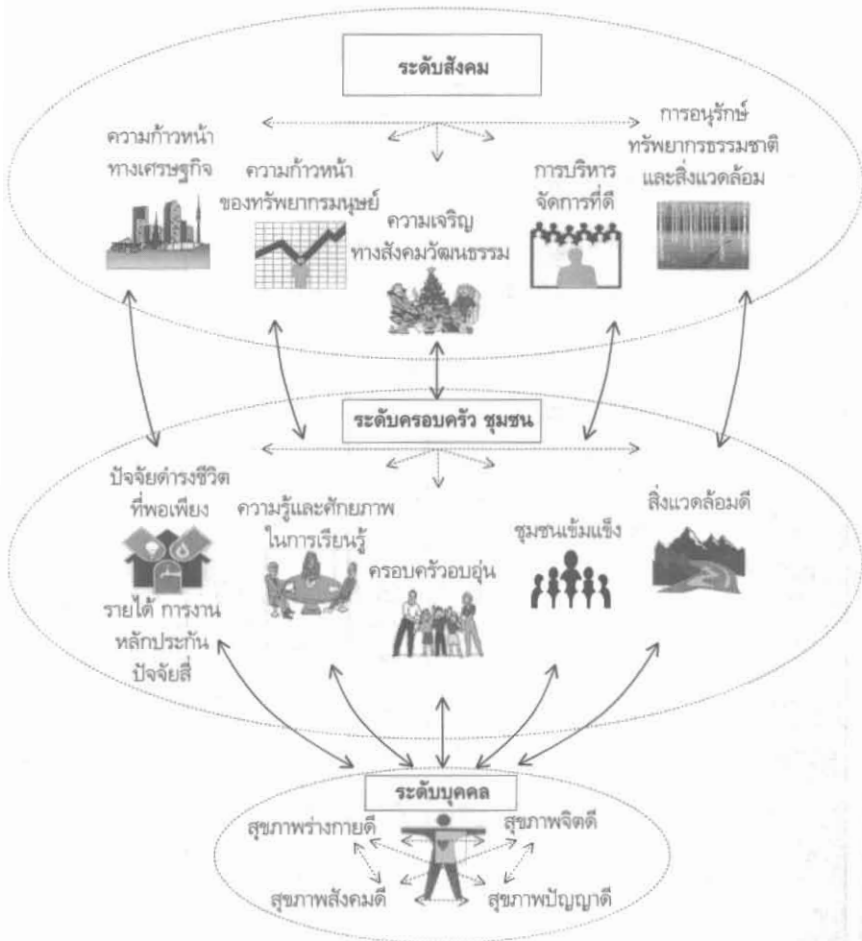 ระดับสังคม
ความก้าวหน้า
ทางเศรษฐกิจ
ความก้าวหน้า
ของทรัพยากรมนุษย์
ความเจริญ
ทางสังคมวัฒนธรรม
การบริหาร
จัดการที่ดี
การอนุรักษ์
ทรัพยากรธรรมชาติ
และสิ่งแวดล้อม
ระดับครอบครัว ชุมชน
ปัจจัยดำรงชีวิต
ที่พอเพียง
รายได้ การงาน
หลักประกัน
ปัจจัยสี่
ความรู้และศักยภาพ
ในการเรียนรู้
ครอบครัวอบอุ่น
ชุมชนเข้มแข็ง
สิ่งแวดล้อมดี
ระดับบุคคล
สุขภาพร่างกายดี
สุขภาพจิตดี
สุขภาพสังคมดี
สุขภาพปัญญาดี